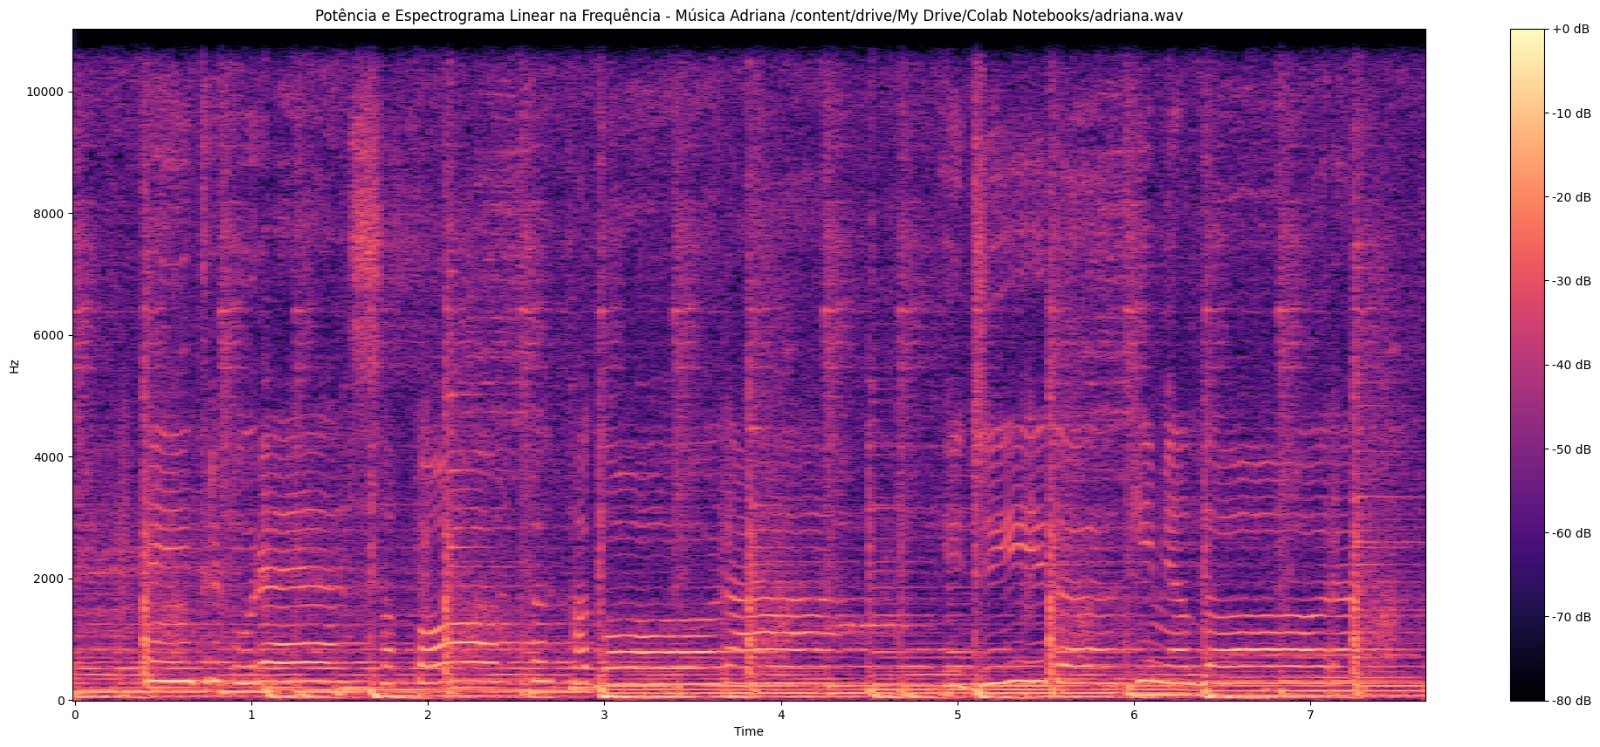 Potência e Espectrograma Linear na Frequência - Música Adriana /content/drive/My Drive/Colab Notebooks/adriana.wav
Hz
10000
8000
6000
4000
2000
0
0 1 2 3 4 5 6 7
Time
+0 dB
-10 dB
-20 dB
-30 dB
-40 dB
-50 dB
-60 dB
-70 dB
-80 dB